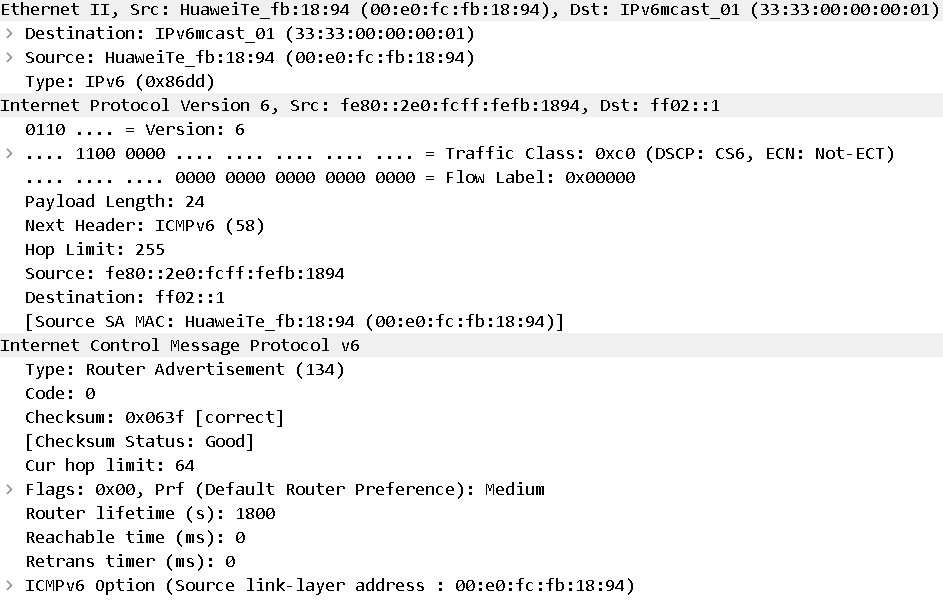 Ethernet II, Src: HuaweiTe_fb:18:94 (00:e0:fc:fb:18:94), Dst: IPv6mcast_01 (33:33:00:00:00:01)
Destination: IPv6mcast_01 (33:33:00:00:00:01)
Source: HuaweiTe_fb:18:94 (00:e0:fc:fb:18:94)
Type: IPv6 (0x86dd)
Internet Protocol Version 6, Src: fe80::2e0:fcff:fefb:1894, Dst: ff02::1
0110 .... = Version: 6
.... 1100 0000 .... .... .... .... .... = Traffic Class: 0xc0 (DSCP: CS6, ECN: Not-ECT)
.... .... .... 0000 0000 0000 0000 0000 = Flow Label: 0x00000
Payload Length: 24
Next Header: ICMPv6 (58)
Hop Limit: 255
Source: fe80::2e0:fcff:fefb:1894
Destination: ff02::1
[Source SA MAC: HuaweiTe_fb:18:94 (00:e0:fc:fb:18:94)]
Internet Control Message Protocol v6
Type: Router Advertisement (134)
Code: 0
Checksum: 0x063f [correct]
[Checksum Status: Good]
Cur hop limit: 64
Flags: 0x00, Prf (Default Router Preference): Medium
Router lifetime (s): 1800
Reachable time (ms): 0
Retrans timer (ms): 0
ICMPv6 Option (Source link-layer address : 00:e0:fc:fb:18:94)